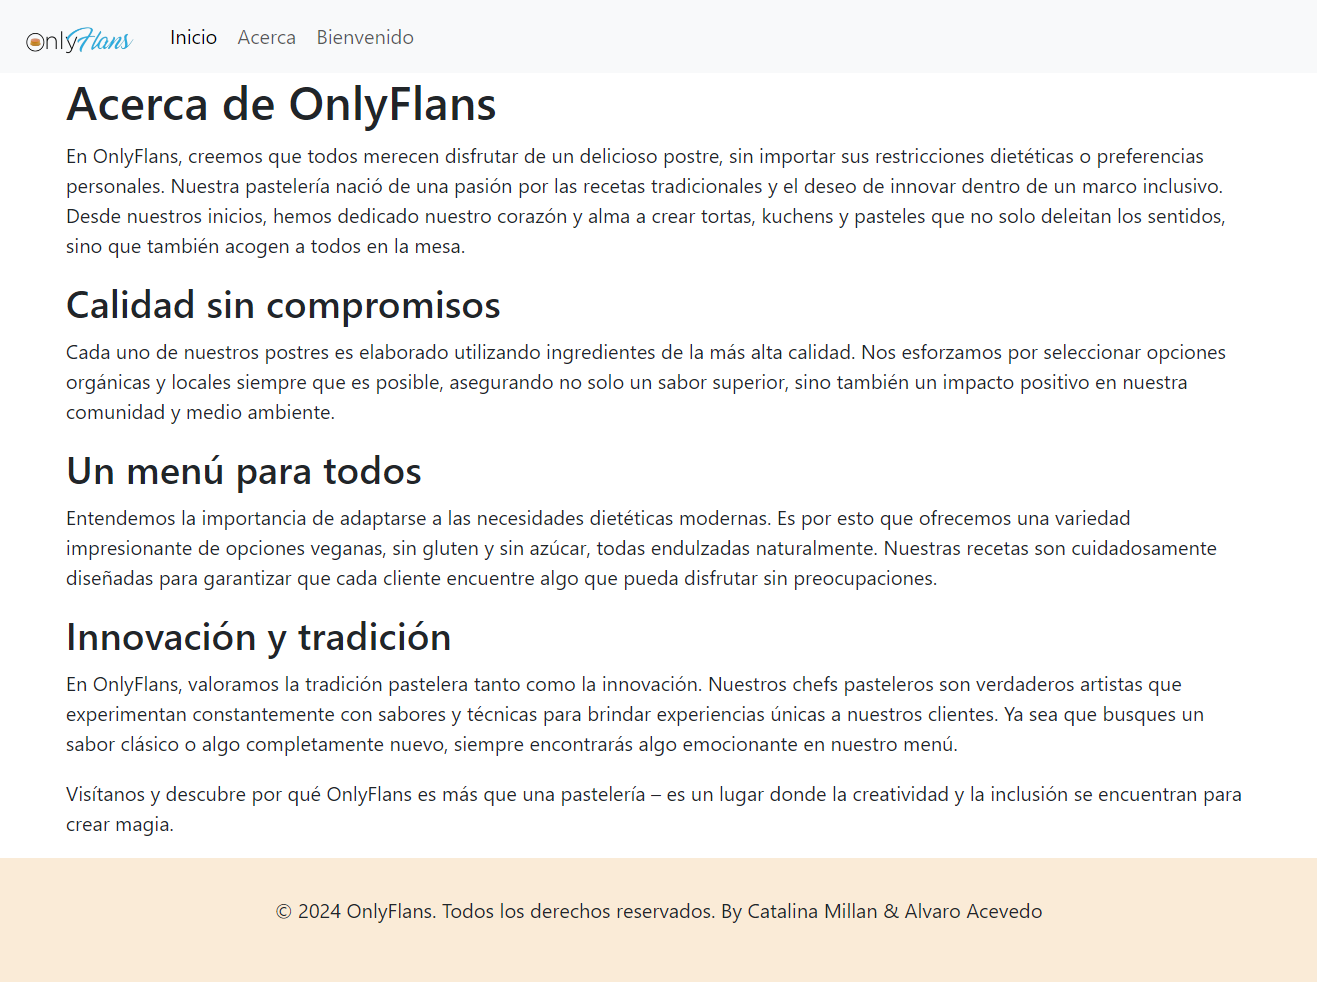 OnlyFlans Inicio Acerca Bienvenido
Acerca de OnlyFlans
En OnlyFlans, creemos que todos merecen disfrutar de un delicioso postre, sin importar sus restricciones dietéticas o preferencias
personales. Nuestra pastelería nació de una pasión por las recetas tradicionales y el deseo de innovar dentro de un marco inclusivo.
Desde nuestros inicios, hemos dedicado nuestro corazón y alma a crear tortas, kuchens y pasteles que no solo deleitan los sentidos,
sino que también acogen a todos en la mesa.
Calidad sin compromisos
Cada uno de nuestros postres es elaborado utilizando ingredientes de la más alta calidad. Nos esforzamos por seleccionar opciones
orgánicas y locales siempre que es posible, asegurando no solo un sabor superior, sino también un impacto positivo en nuestra
comunidad y medio ambiente.
Un menú para todos
Entendemos la importancia de adaptarse a las necesidades dietéticas modernas. Es por esto que ofrecemos una variedad
impresionante de opciones veganas, sin gluten y sin azúcar, todas endulzadas naturalmente. Nuestras recetas son cuidadosamente
diseñadas para garantizar que cada cliente encuentre algo que pueda disfrutar sin preocupaciones.
Innovación y tradición
En OnlyFlans, valoramos la tradición pastelera tanto como la innovación. Nuestros chefs pasteleros son verdaderos artistas que
experimentan constantemente con sabores y técnicas para brindar experiencias únicas a nuestros clientes. Ya sea que busques un
sabor clásico o algo completamente nuevo, siempre encontrarás algo emocionante en nuestro menú.
Visítanos y descubre por qué OnlyFlans es más que una pastelería – es un lugar donde la creatividad y la inclusión se encuentran para
crear magia.
© 2024 OnlyFlans. Todos los derechos reservados. By Catalina Millan & Alvaro Acevedo